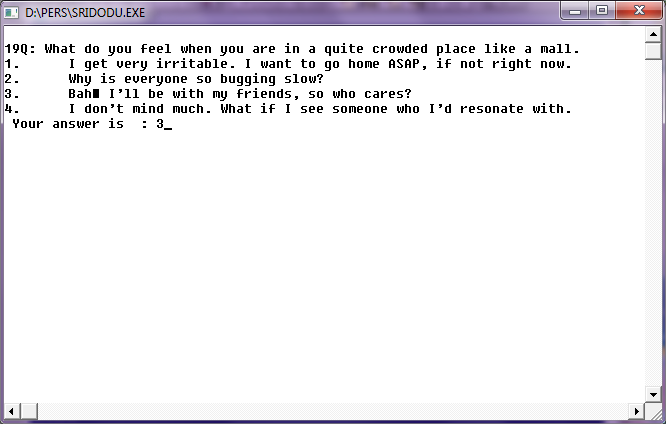 D:\PERS\SRIDODU.EXE
19Q: What do you feel when you are in a quite crowded place like a mall.
1. I get very irritable. I want to go home ASAP, if not right now.
2. Why is everyone so bugging slow?
3. Bah■ I'll be with my friends, so who cares?
4. I don't mind much. What if I see someone who I'd resonate with.
Your answer is : 3_